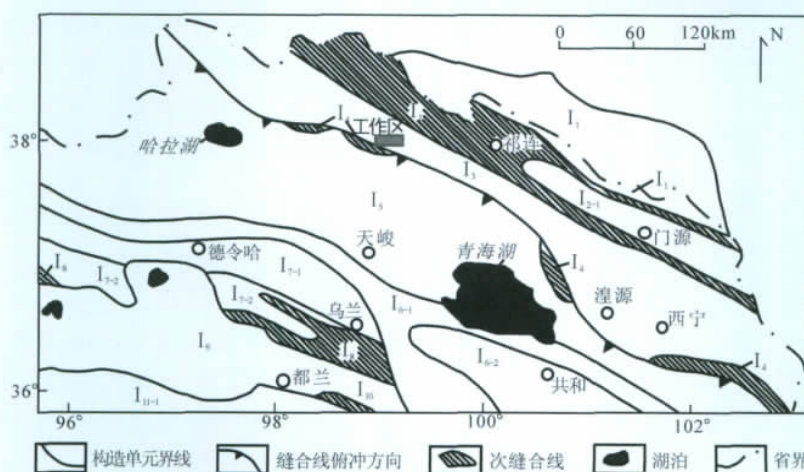 N
0 60 120km
38°
36°
哈拉湖
工作区
祁连
I₇
I₁
I₃
I₂₋₁
门源
I₅
天峻
青海湖
I₄
湟源
西宁
德令哈
I₈
I₇₋₂
I₇₋₁
I₇₋₂
乌兰
I₆₋₁
I₉
I₈
都兰
I₆₋₂
共和
I₄
I₁₁₋₁
I₁₀
96° 98° 100° 102°
构造单元界线 缝合线俯冲方向 次缝合线 湖泊 省界